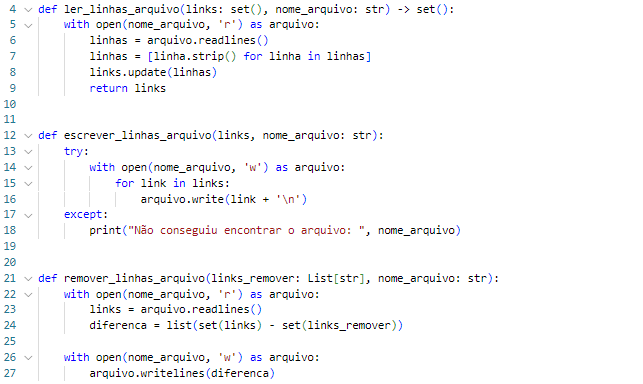 4 def ler_linhas_arquivo(links: set(), nome_arquivo: str) -> set():
5     with open(nome_arquivo, 'r') as arquivo:
6         linhas = arquivo.readlines()
7         linhas = [linha.strip() for linha in linhas]
8         links.update(linhas)
9         return links
10
11
12 def escrever_linhas_arquivo(links, nome_arquivo: str):
13     try:
14         with open(nome_arquivo, 'w') as arquivo:
15             for link in links:
16                 arquivo.write(link + '\n')
17     except:
18         print("Não conseguiu encontrar o arquivo: ", nome_arquivo)
19
20
21 def remover_linhas_arquivo(links_remover: List[str], nome_arquivo: str):
22     with open(nome_arquivo, 'r') as arquivo:
23         links = arquivo.readlines()
24         diferenca = list(set(links) - set(links_remover))
25
26     with open(nome_arquivo, 'w') as arquivo:
27         arquivo.writelines(diferenca)